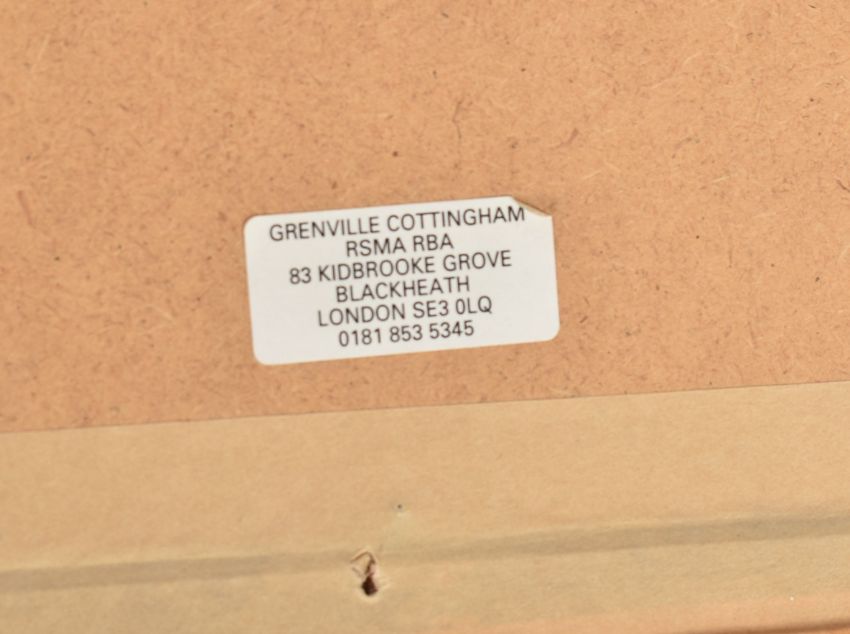 GRENVILLE COTTINGHAM
RSMA RBA
83 KIDBROOKE GROVE
BLACKHEATH
LONDON SE3 0LQ
0181 853 5345